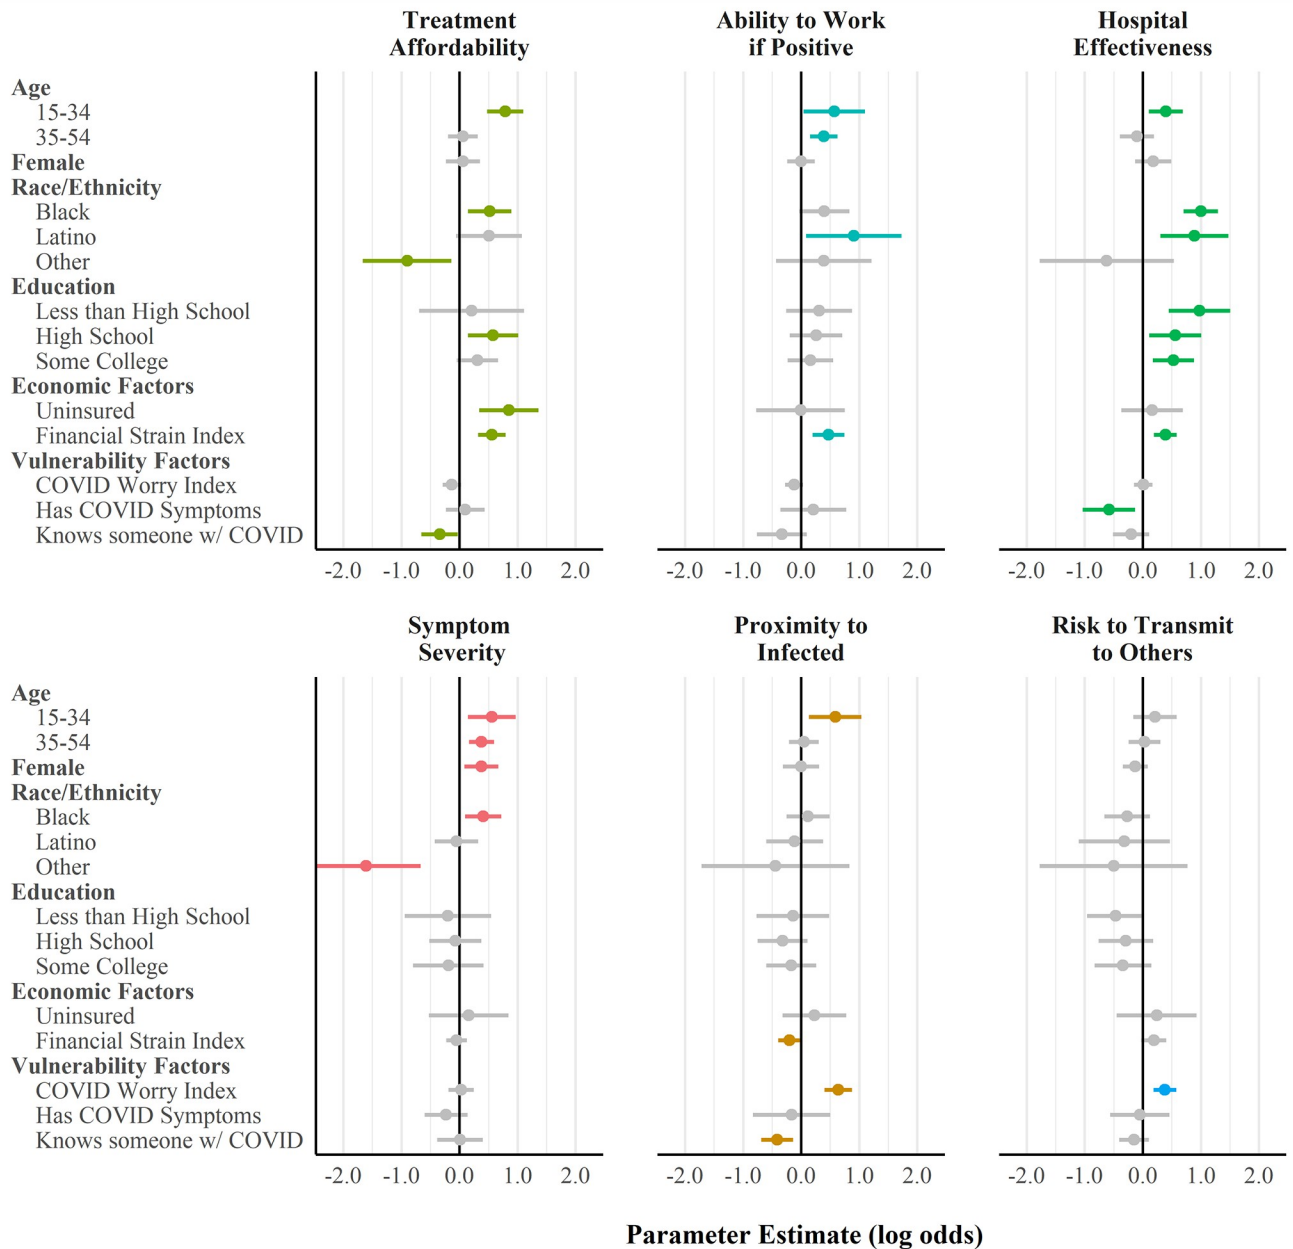 Treatment
Affordability
Ability to Work
if Positive
Hospital
Effectiveness
Age
15-34
35-54
Female
Race/Ethnicity
Black
Latino
Other
Education
Less than High School
High School
Some College
Economic Factors
Uninsured
Financial Strain Index
Vulnerability Factors
COVID Worry Index
Has COVID Symptoms
Knows someone w/ COVID
-2.0 -1.0 0.0 1.0 2.0
-2.0 -1.0 0.0 1.0 2.0
-2.0 -1.0 0.0 1.0 2.0
Symptom
Severity
Proximity to
Infected
Risk to Transmit
to Others
Age
15-34
35-54
Female
Race/Ethnicity
Black
Latino
Other
Education
Less than High School
High School
Some College
Economic Factors
Uninsured
Financial Strain Index
Vulnerability Factors
COVID Worry Index
Has COVID Symptoms
Knows someone w/ COVID
-2.0 -1.0 0.0 1.0 2.0
-2.0 -1.0 0.0 1.0 2.0
-2.0 -1.0 0.0 1.0 2.0
Parameter Estimate (log odds)